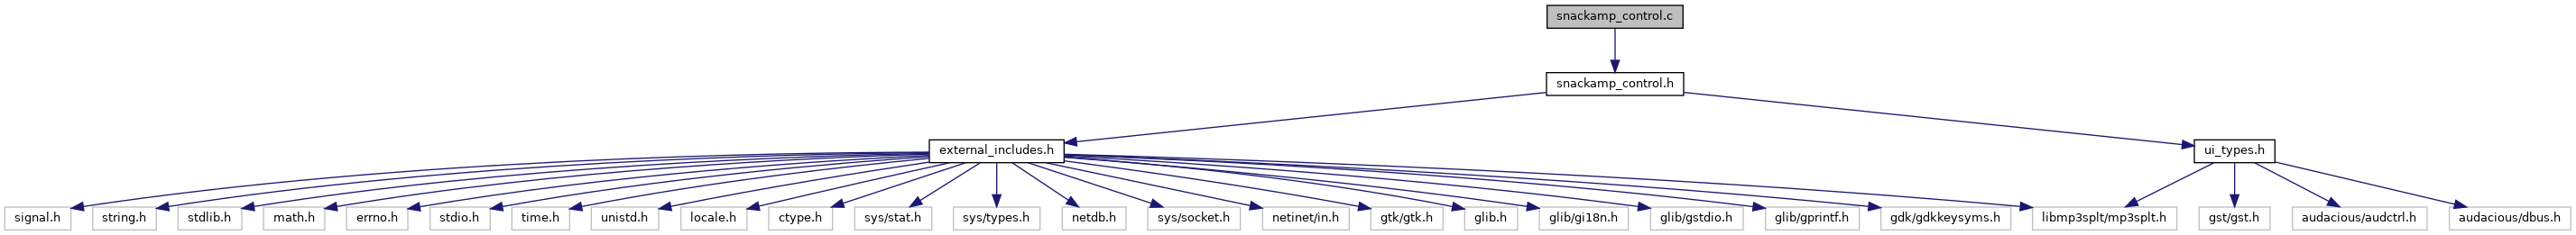 snackamp_control.c
snackamp_control.h
external_includes.h
ui_types.h
signal.h
string.h
stdlib.h
math.h
errno.h
stdio.h
time.h
unistd.h
locale.h
ctype.h
sys/stat.h
sys/types.h
netdb.h
sys/socket.h
netinet/in.h
gtk/gtk.h
glib.h
glib/gi18n.h
glib/gstdio.h
glib/gprintf.h
gdk/gdkkeysyms.h
libmp3splt/mp3splt.h
gst/gst.h
audacious/audctrl.h
audacious/dbus.h